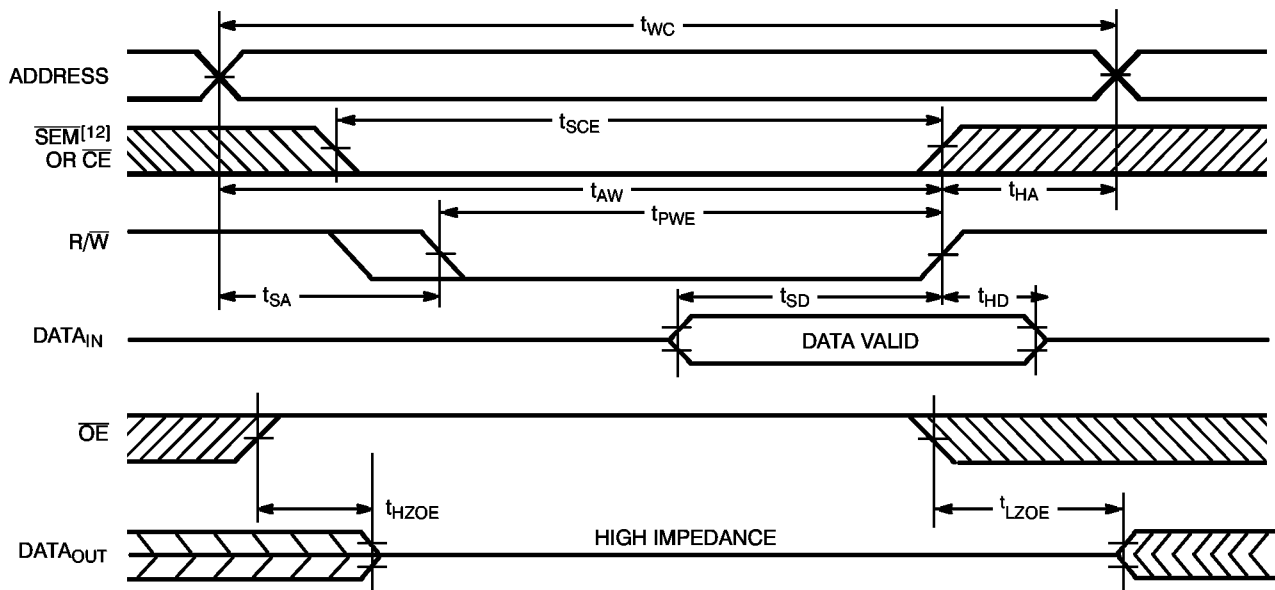 tWC
ADDRESS
SEM[12]
OR CE
tSCE
tAW
tHA
tPWE
R/W
tSA
tSD
tHD
DATAIN
DATA VALID
OE
tHZOE
tLZOE
HIGH IMPEDANCE
DATAOUT